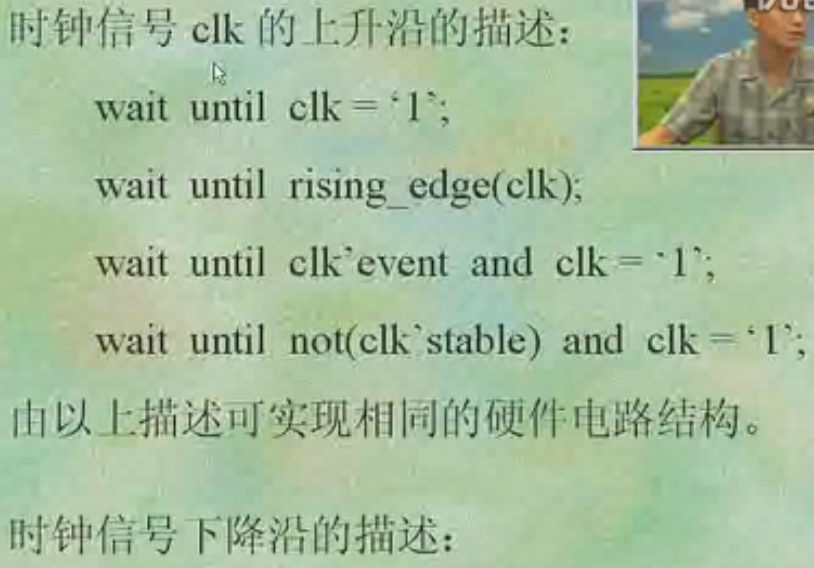 时钟信号 clk 的上升沿的描述：
wait until clk = ‘1’;
wait until rising_edge(clk);
wait until clk’event and clk = ‘1’;
wait until not(clk’stable) and clk = ‘1’;
由以上描述可实现相同的硬件电路结构。
时钟信号下降沿的描述：